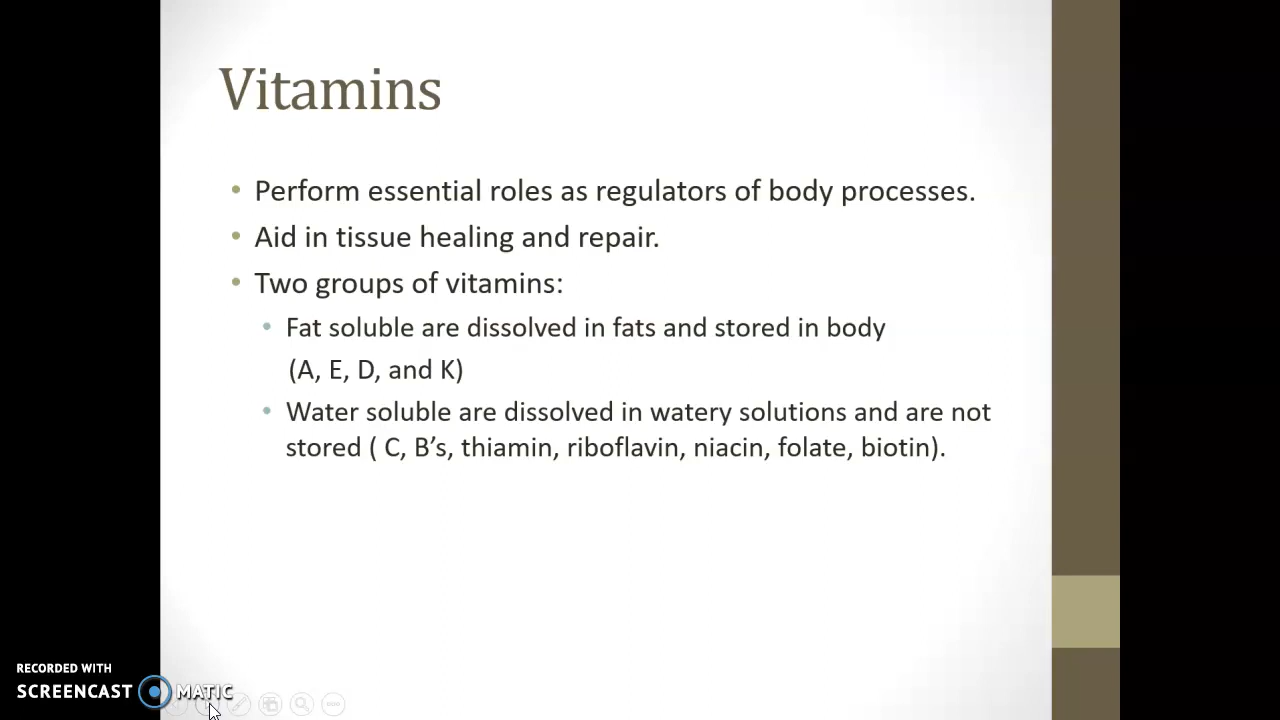 Vitamins
• Perform essential roles as regulators of body processes.
• Aid in tissue healing and repair.
• Two groups of vitamins:
• Fat soluble are dissolved in fats and stored in body
(A, E, D, and K)
• Water soluble are dissolved in watery solutions and are not
stored ( C, B’s, thiamin, riboflavin, niacin, folate, biotin).
RECORDED WITH
SCREENCAST MATIC